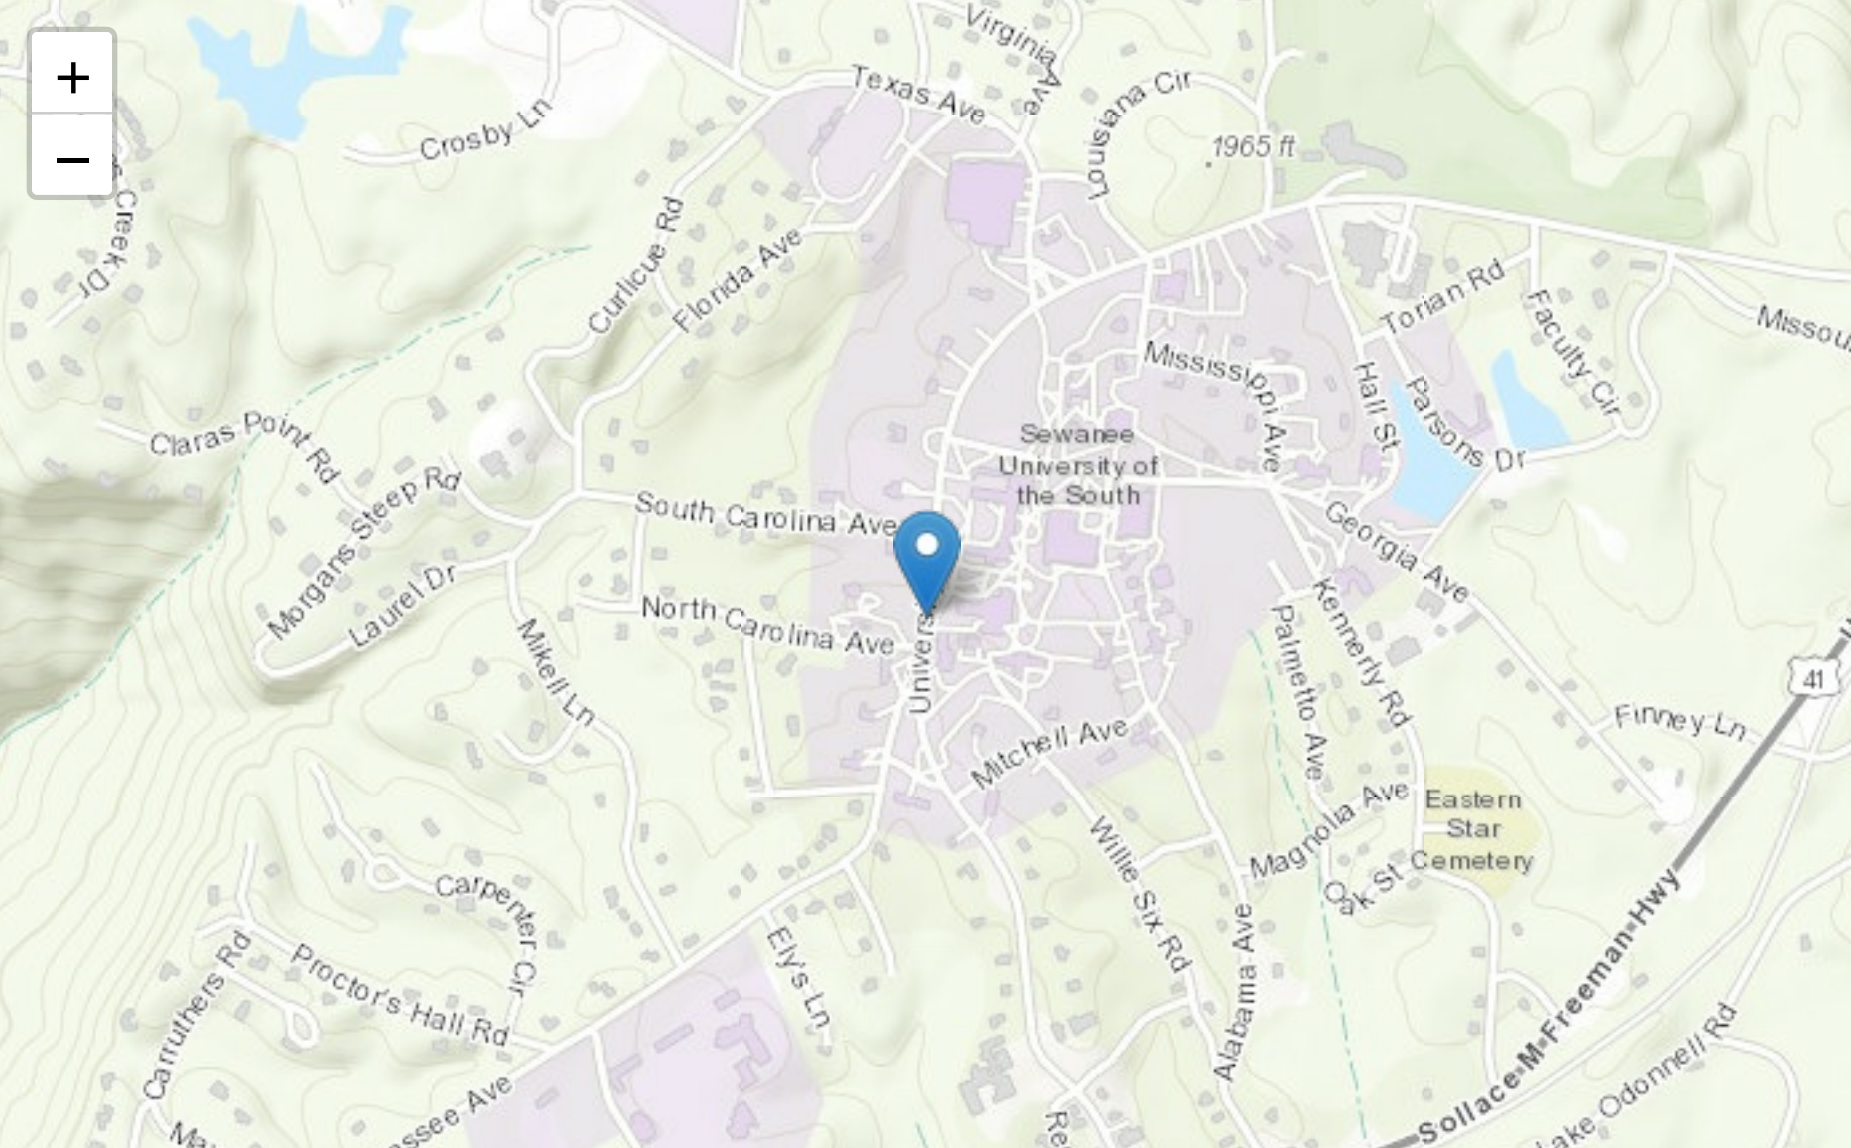 +
−
Virginia Ave
Texas Ave
Louisiana Cir
Crosby Ln
1965 ft
Creek Dr
Curlicue Rd
Florida Ave
Torian Rd
Faculty Cir
Mississippi Ave
Hall St
Parsons Dr
Claras Point Rd
Sewanee
University of
the South
Morgans Steep Rd
South Carolina Ave
Georgia Ave
Laurel Dr
North Carolina Ave
Mikell Ln
Univers
Palmetto Ave
Kennerly Rd
41
Finney Ln
Mitchell Ave
Magnolia Ave
Eastern
Star
Cemetery
Oak St
Willie Six Rd
Carpenter Cir
Alabama Ave
Ely's Ln
Proctor's Hall Rd
Carruthers Rd
Sollace-M-Freeman-Hwy
Odonnell Rd
Ave